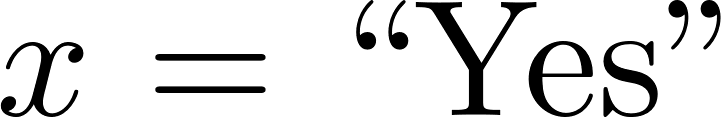 x = “Yes”